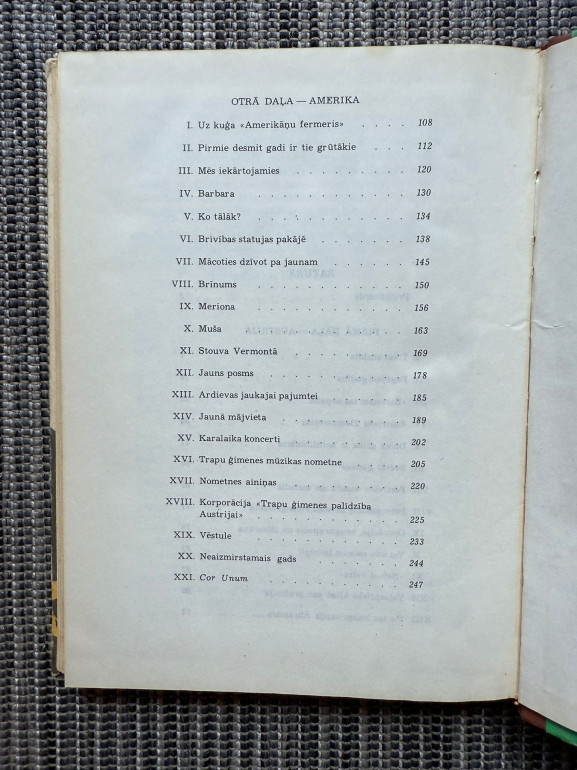 OTRĀ DAĻA — AMERIKA
I. Uz kuģa «Amerikāņu fermeris» . . . . 108
II. Pirmie desmit gadi ir tie grūtākie . . . 112
III. Mēs iekārtojamies . . . . . . . . 120
IV. Barbara . . . . . . . . . . . 130
V. Ko tālāk? . . . . . . . . . . . 134
VI. Brīvības statujas pakājē . . . . . . . 138
VII. Mācoties dzīvot pa jaunam . . . . . . 145
VIII. Brīnums . . . . . . . . . . . 150
IX. Meriona . . . . . . . . . . . 156
X. Muša . . . . . . . . . . . . 163
XI. Stouva Vermontā . . . . . . . . . 169
XII. Jauns posms . . . . . . . . . . 178
XIII. Ardievas jaukajai pajumtei . . . . . . 185
XIV. Jaunā mājvieta . . . . . . . . . 189
XV. Karalaika koncerti . . . . . . . . 202
XVI. Trapu ģimenes mūzikas nometne . . . . 205
XVII. Nometnes ainiņas . . . . . . . . 220
XVIII. Korporācija «Trapu ģimenes palīdzība
Austrijai» . . . . . . . . . . 225
XIX. Vēstule . . . . . . . . . . . 233
XX. Neaizmirstamais gads . . . . . . . 244
XXI. Cor Unum . . . . . . . . . 247